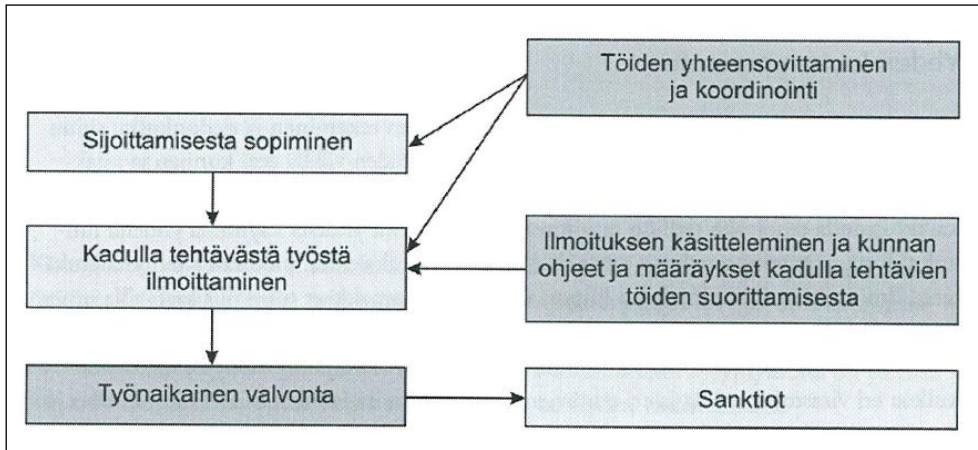 Töiden yhteensovittaminen
ja koordinointi
Sijoittamisesta sopiminen
Kadulla tehtävästä työstä
ilmoittaminen
Ilmoituksen käsitteleminen ja kunnan
ohjeet ja määräykset kadulla tehtävien
töiden suorittamisesta
Työnaikainen valvonta
Sanktiot